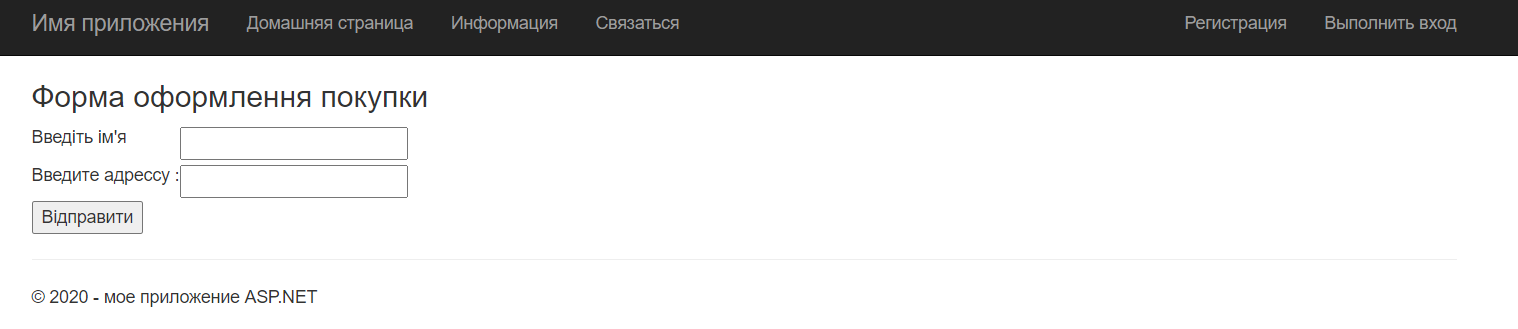 Имя приложения Домашняя страница Информация Связаться Регистрация Выполнить вход
Форма оформлення покупки
Введіть ім'я
Введите адрессу :
Відправити
© 2020 - мое приложение ASP.NET